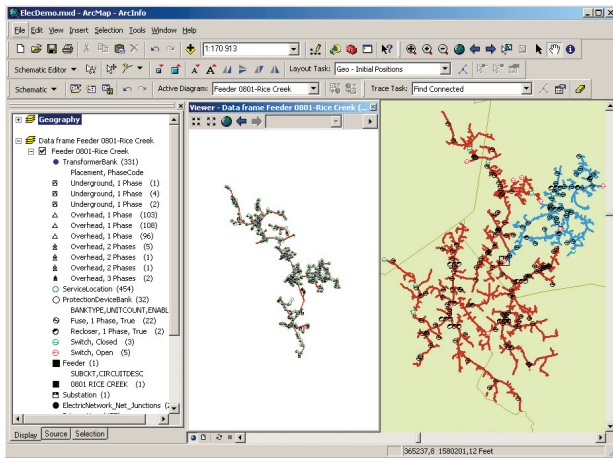 ElecDemo.mxd - ArcMap - ArcInfo
File Edit View Insert Selection Tools Window Help
1:170 913
Schematic Editor Layout Task: Geo - Initial Positions
Schematic Active Diagram: Feeder 0801-Rice Creek Trace Task: Find Connected
Geography
Data frame Feeder 0801-Rice Creek
Feeder 0801-Rice Creek
TransformerBank (331)
Placement, PhaseCode
Underground, 1 Phase (1)
Underground, 1 Phase (4)
Underground, 1 Phase (2)
Overhead, 1 Phase (103)
Overhead, 1 Phase (108)
Overhead, 1 Phase (96)
Overhead, 2 Phases (5)
Overhead, 2 Phases (1)
Overhead, 2 Phases (1)
Overhead, 3 Phases (2)
ServiceLocation (454)
ProtectionDeviceBank (32)
BANKTYPE,UNITCOUNT,ENABL
Fuse, 1 Phase, True (22)
Recloser, 1 Phase, True (2)
Switch, Closed (3)
Switch, Open (5)
Feeder (1)
SUBCKT,CIRCUITDESC
0801 RICE CREEK (1)
Substation (1)
ElectricNetwork_Net_Junctions
Display Source Selection
Viewer - Data frame Feeder 0801-Rice Creek (...
365237,8 1580201,12 Feet